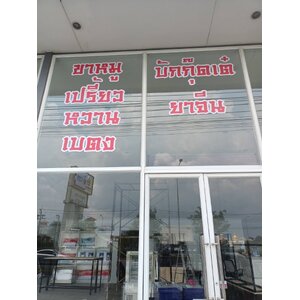 ขาหมู
เปรี้ยว
หวาน
เบตง
บักกุ๊ดเต๋
ยาจีน